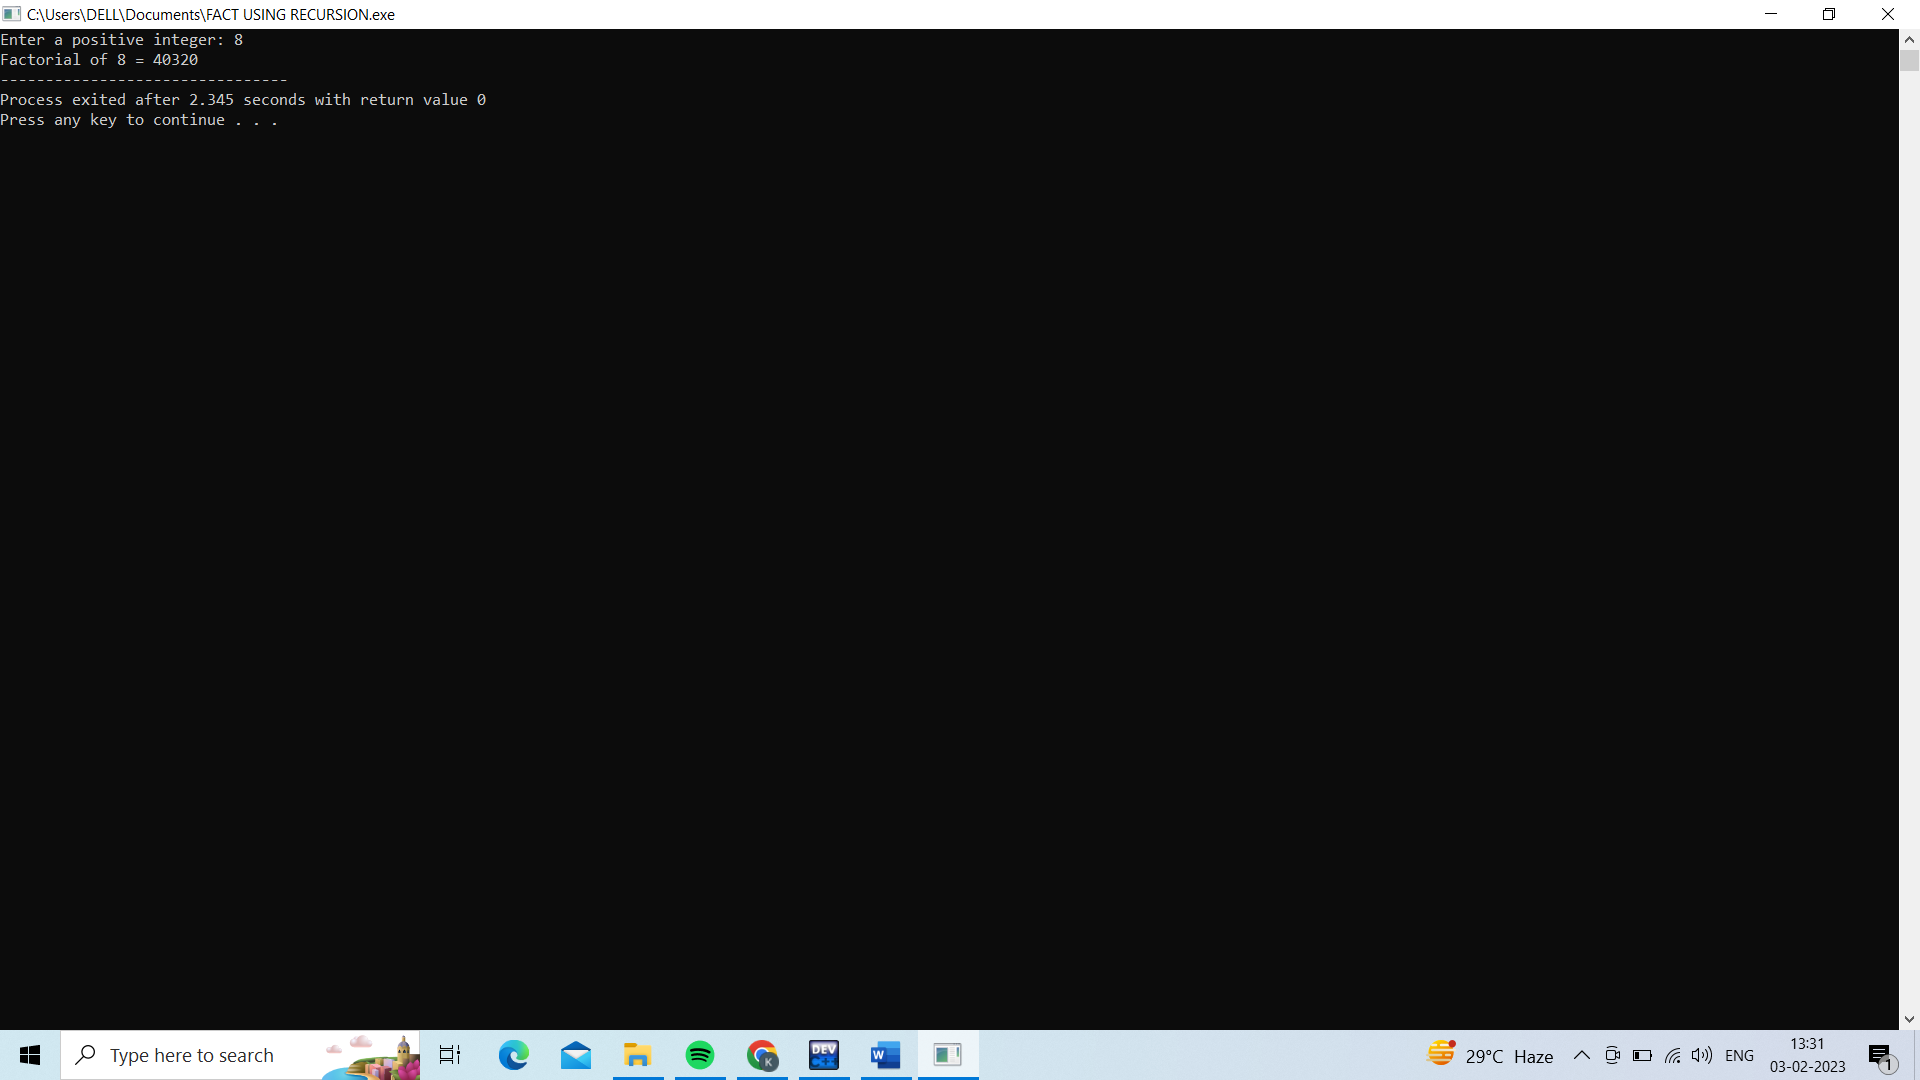 C:\Users\DELL\Documents\FACT USING RECURSION.exe
Enter a positive integer: 8
Factorial of 8 = 40320
--------------------------------
Process exited after 2.345 seconds with return value 0
Press any key to continue . . .
Type here to search
K
DEV
C++
W
29°C Haze
ENG
13:31
03-02-2023
1